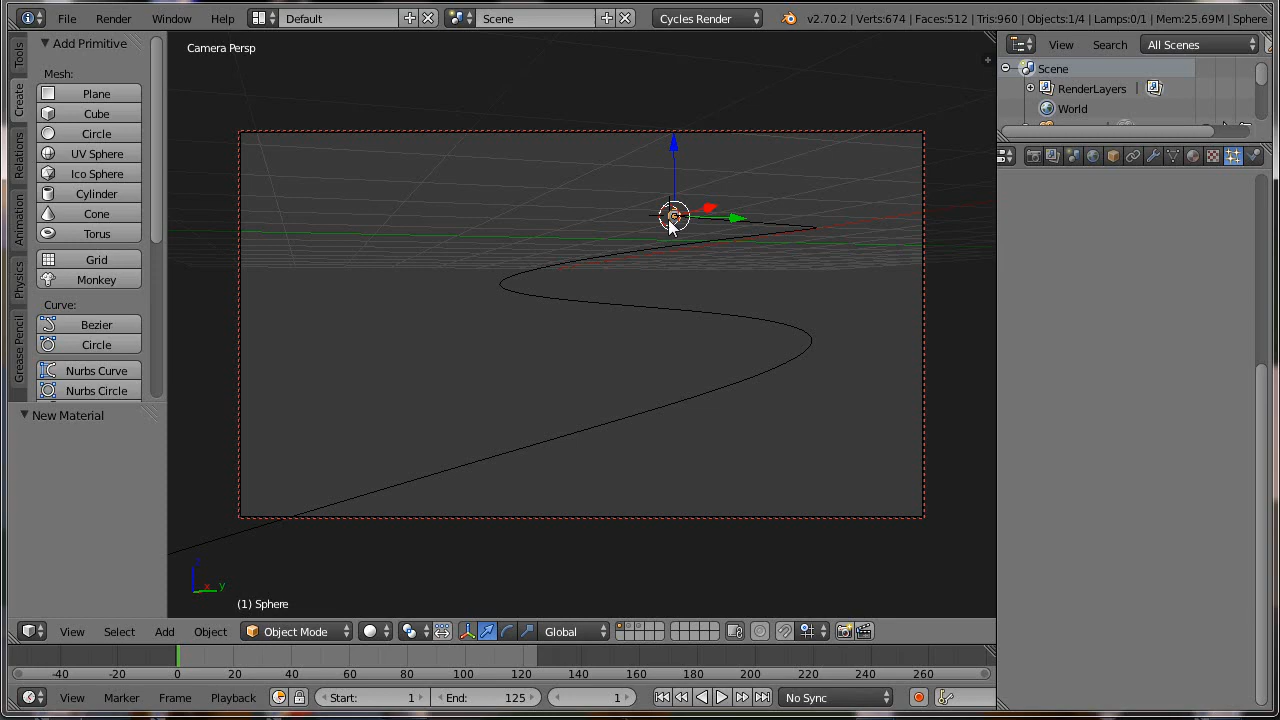 File Render Window Help Default Scene Cycles Render v2.70.2 | Verts:674 | Faces:512 | Tris:960 | Objects:1/4 | Lamps:0/1 | Mem:25.69M | Sphere
Add Primitive
Mesh:
Plane
Cube
Circle
UV Sphere
Ico Sphere
Cylinder
Cone
Torus
Grid
Monkey
Curve:
Bezier
Circle
Nurbs Curve
Nurbs Circle
New Material
Tools
Create
Relations
Animation
Physics
Grease Pencil
Camera Persp
z
x y
(1) Sphere
View Search All Scenes
Scene
RenderLayers
World
View Select Add Object Object Mode Global
-40 -20 0 20 40 60 80 100 120 140 160 180 200 220 240 260
View Marker Frame Playback Start: 1 End: 125 1 No Sync